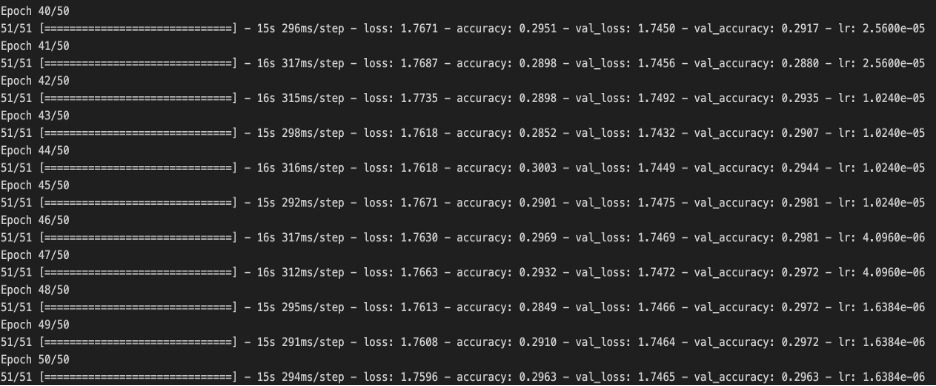 Epoch 40/50
51/51 [==============================] - 15s 296ms/step - loss: 1.7671 - accuracy: 0.2951 - val_loss: 1.7450 - val_accuracy: 0.2917 - lr: 2.5600e-05
Epoch 41/50
51/51 [==============================] - 16s 317ms/step - loss: 1.7687 - accuracy: 0.2898 - val_loss: 1.7456 - val_accuracy: 0.2880 - lr: 2.5600e-05
Epoch 42/50
51/51 [==============================] - 16s 315ms/step - loss: 1.7735 - accuracy: 0.2898 - val_loss: 1.7492 - val_accuracy: 0.2935 - lr: 1.0240e-05
Epoch 43/50
51/51 [==============================] - 15s 298ms/step - loss: 1.7618 - accuracy: 0.2852 - val_loss: 1.7432 - val_accuracy: 0.2907 - lr: 1.0240e-05
Epoch 44/50
51/51 [==============================] - 16s 316ms/step - loss: 1.7618 - accuracy: 0.3003 - val_loss: 1.7449 - val_accuracy: 0.2944 - lr: 1.0240e-05
Epoch 45/50
51/51 [==============================] - 15s 292ms/step - loss: 1.7671 - accuracy: 0.2901 - val_loss: 1.7475 - val_accuracy: 0.2981 - lr: 1.0240e-05
Epoch 46/50
51/51 [==============================] - 16s 317ms/step - loss: 1.7630 - accuracy: 0.2969 - val_loss: 1.7469 - val_accuracy: 0.2981 - lr: 4.0960e-06
Epoch 47/50
51/51 [==============================] - 16s 312ms/step - loss: 1.7663 - accuracy: 0.2932 - val_loss: 1.7472 - val_accuracy: 0.2972 - lr: 4.0960e-06
Epoch 48/50
51/51 [==============================] - 15s 295ms/step - loss: 1.7613 - accuracy: 0.2849 - val_loss: 1.7466 - val_accuracy: 0.2972 - lr: 1.6384e-06
Epoch 49/50
51/51 [==============================] - 15s 291ms/step - loss: 1.7608 - accuracy: 0.2910 - val_loss: 1.7464 - val_accuracy: 0.2972 - lr: 1.6384e-06
Epoch 50/50
51/51 [==============================] - 15s 294ms/step - loss: 1.7596 - accuracy: 0.2963 - val_loss: 1.7465 - val_accuracy: 0.2963 - lr: 1.6384e-06